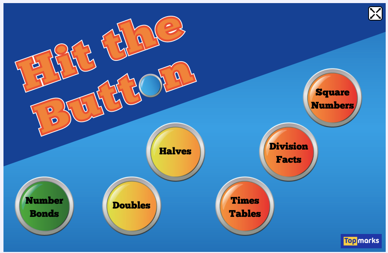 Hit the
Button
Square
Numbers
Halves
Division
Facts
Number
Bonds
Doubles
Times
Tables
Topmarks